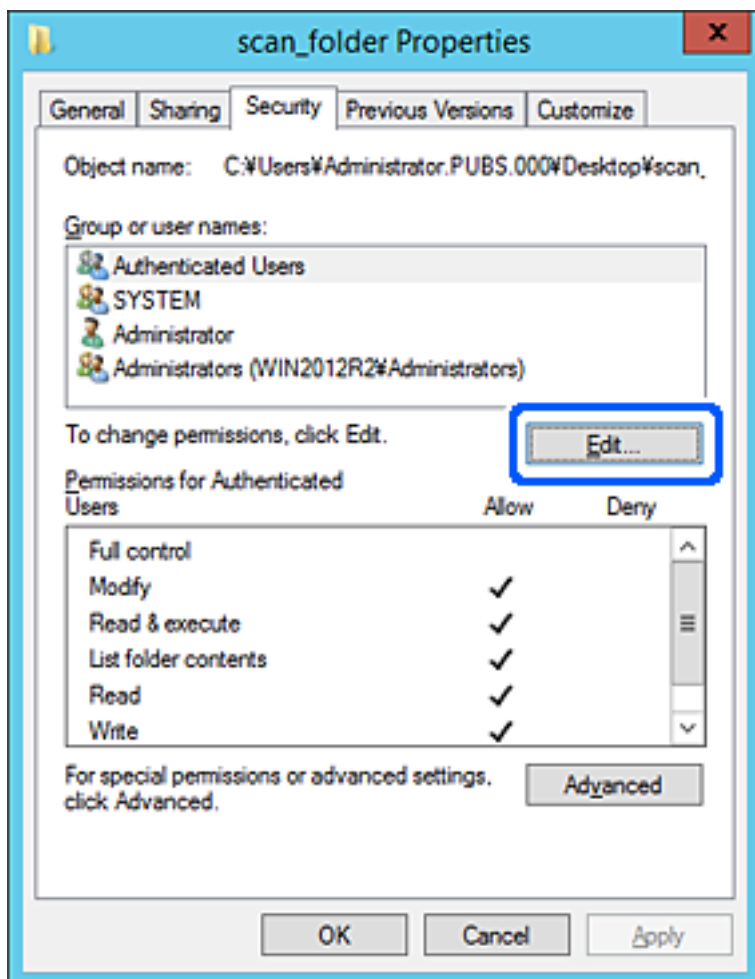 scan_folder Properties
x
General Sharing Security Previous Versions Customize
Object name: C:¥Users¥Administrator.PUBS.000¥Desktop¥scan_
Group or user names:
Authenticated Users
SYSTEM
Administrator
Administrators (WIN2012R2¥Administrators)
To change permissions, click Edit.
Edit...
Permissions for Authenticated
Users Allow Deny
Full control
Modify
Read & execute
List folder contents
Read
Write
For special permissions or advanced settings,
click Advanced.
Advanced
OK Cancel Apply